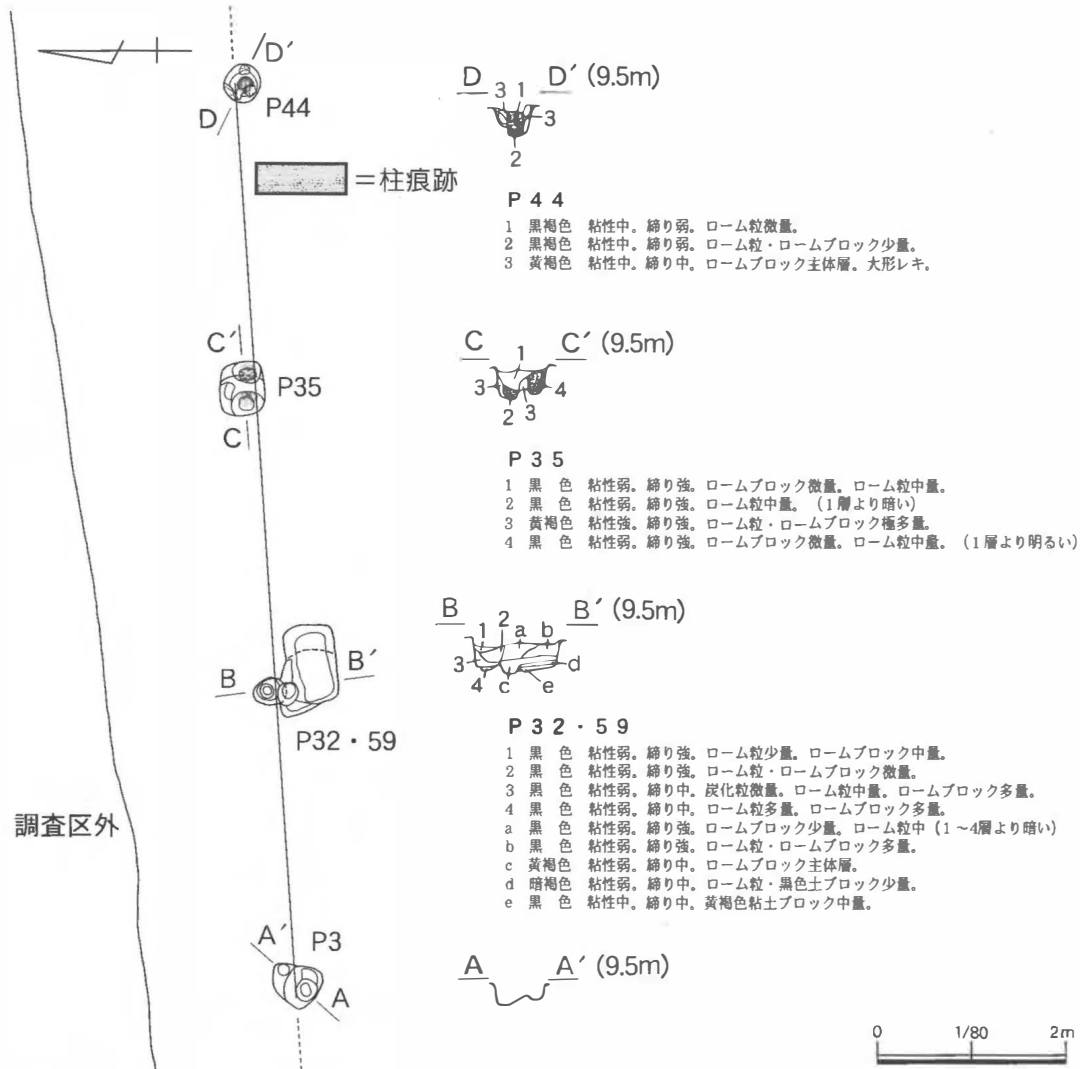 D′
D
P44
=柱痕跡
D 3 1 D′ (9.5m)
3
2
P44
1 黒褐色 粘性中。締り弱。ローム粒微量。
2 黒褐色 粘性中。締り弱。ローム粒・ロームブロック少量。
3 黄褐色 粘性中。締り中。ロームブロック主体層。大形レキ。
C′
C
P35
C 1 C′ (9.5m)
3 4
2 3
P35
1 黒色 粘性弱。締り強。ロームブロック微量。ローム粒中量。
2 黒色 粘性弱。締り強。ローム粒中量。(1層より暗い)
3 黄褐色 粘性強。締り強。ローム粒・ロームブロック極多量。
4 黒色 粘性弱。締り強。ロームブロック微量。ローム粒中量。(1層より明るい)
B
B′
P32・59
B 1 2 a b B′ (9.5m)
3 d
4 c e
P32・59
1 黒色 粘性弱。締り強。ローム粒少量。ロームブロック中量。
2 黒色 粘性弱。締り強。ローム粒・ロームブロック微量。
3 黒色 粘性弱。締り中。炭化粒微量。ローム粒中量。ロームブロック多量。
4 黒色 粘性弱。締り中。ローム粒多量。ロームブロック多量。
a 黒色 粘性弱。締り強。ロームブロック少量。ローム粒中(1~4層より暗い)
b 黒色 粘性弱。締り強。ローム粒・ロームブロック多量。
c 黄褐色 粘性弱。締り中。ロームブロック主体層。
d 暗褐色 粘性弱。締り中。ローム粒・黒色土ブロック少量。
e 黒色 粘性中。締り中。黄褐色粘土ブロック中量。
調査区外
A′ P3
A
A A′ (9.5m)
0 1/80 2m